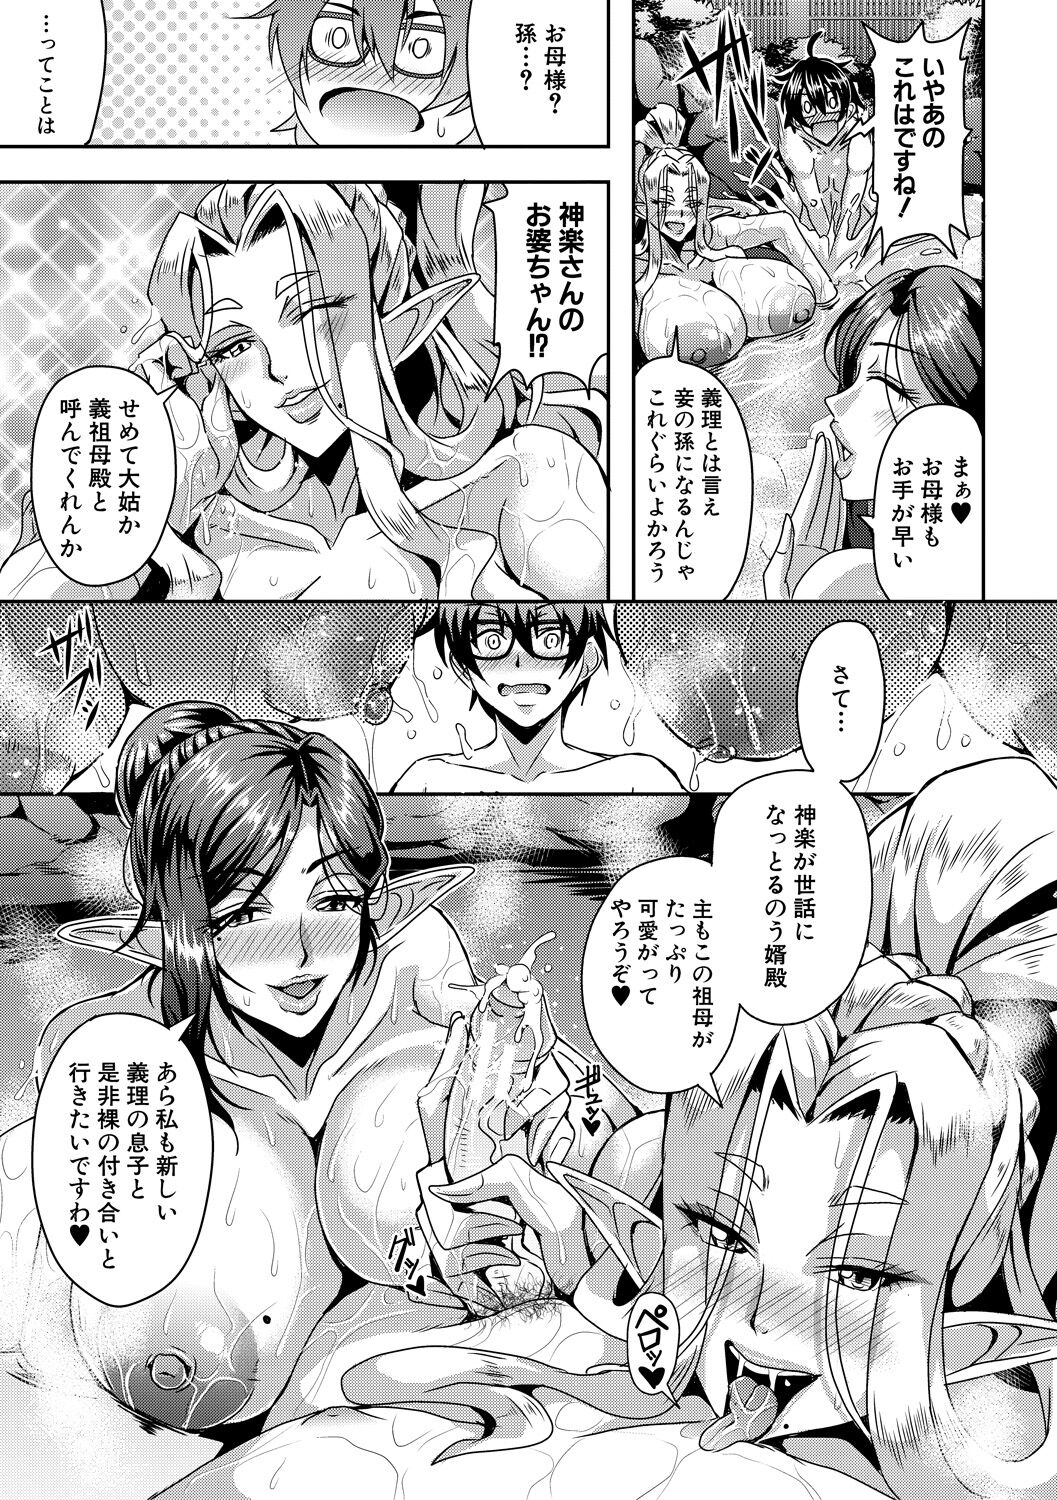 いやあの
これはですね！
ザバァッ
まぁ♥
お母様も
お手が早い
義理とは言え
妾の孫になるんじゃ
これぐらいよかろう
お母様？
孫…？
…ってことは
神楽さんの
お婆ちゃん!?
せめて大姑か
義祖母殿と
呼んでくれんか
さて…
神楽が世話に
なっとるのう婿殿
主もこの祖母が
たっぷり
可愛がって
やろうぞ♥
あら私も新しい
義理の息子と
是非裸の付き合いと
行きたいですわ♥
ペロッ♥